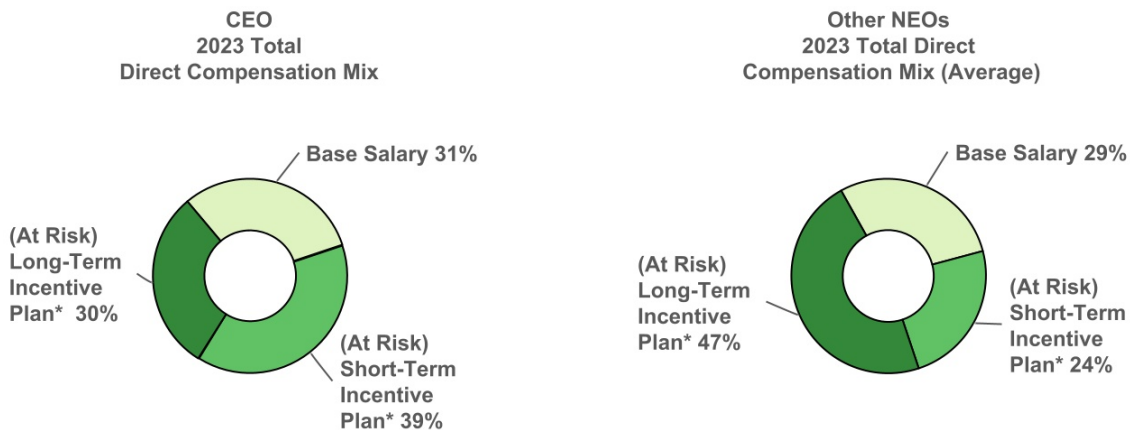 CEO
2023 Total
Direct Compensation Mix
Base Salary 31%
(At Risk)
Long-Term
Incentive
Plan* 30%
(At Risk)
Short-Term
Incentive
Plan* 39%
Other NEOs
2023 Total Direct
Compensation Mix (Average)
Base Salary 29%
(At Risk)
Long-Term
Incentive
Plan* 47%
(At Risk)
Short-Term
Incentive
Plan* 24%